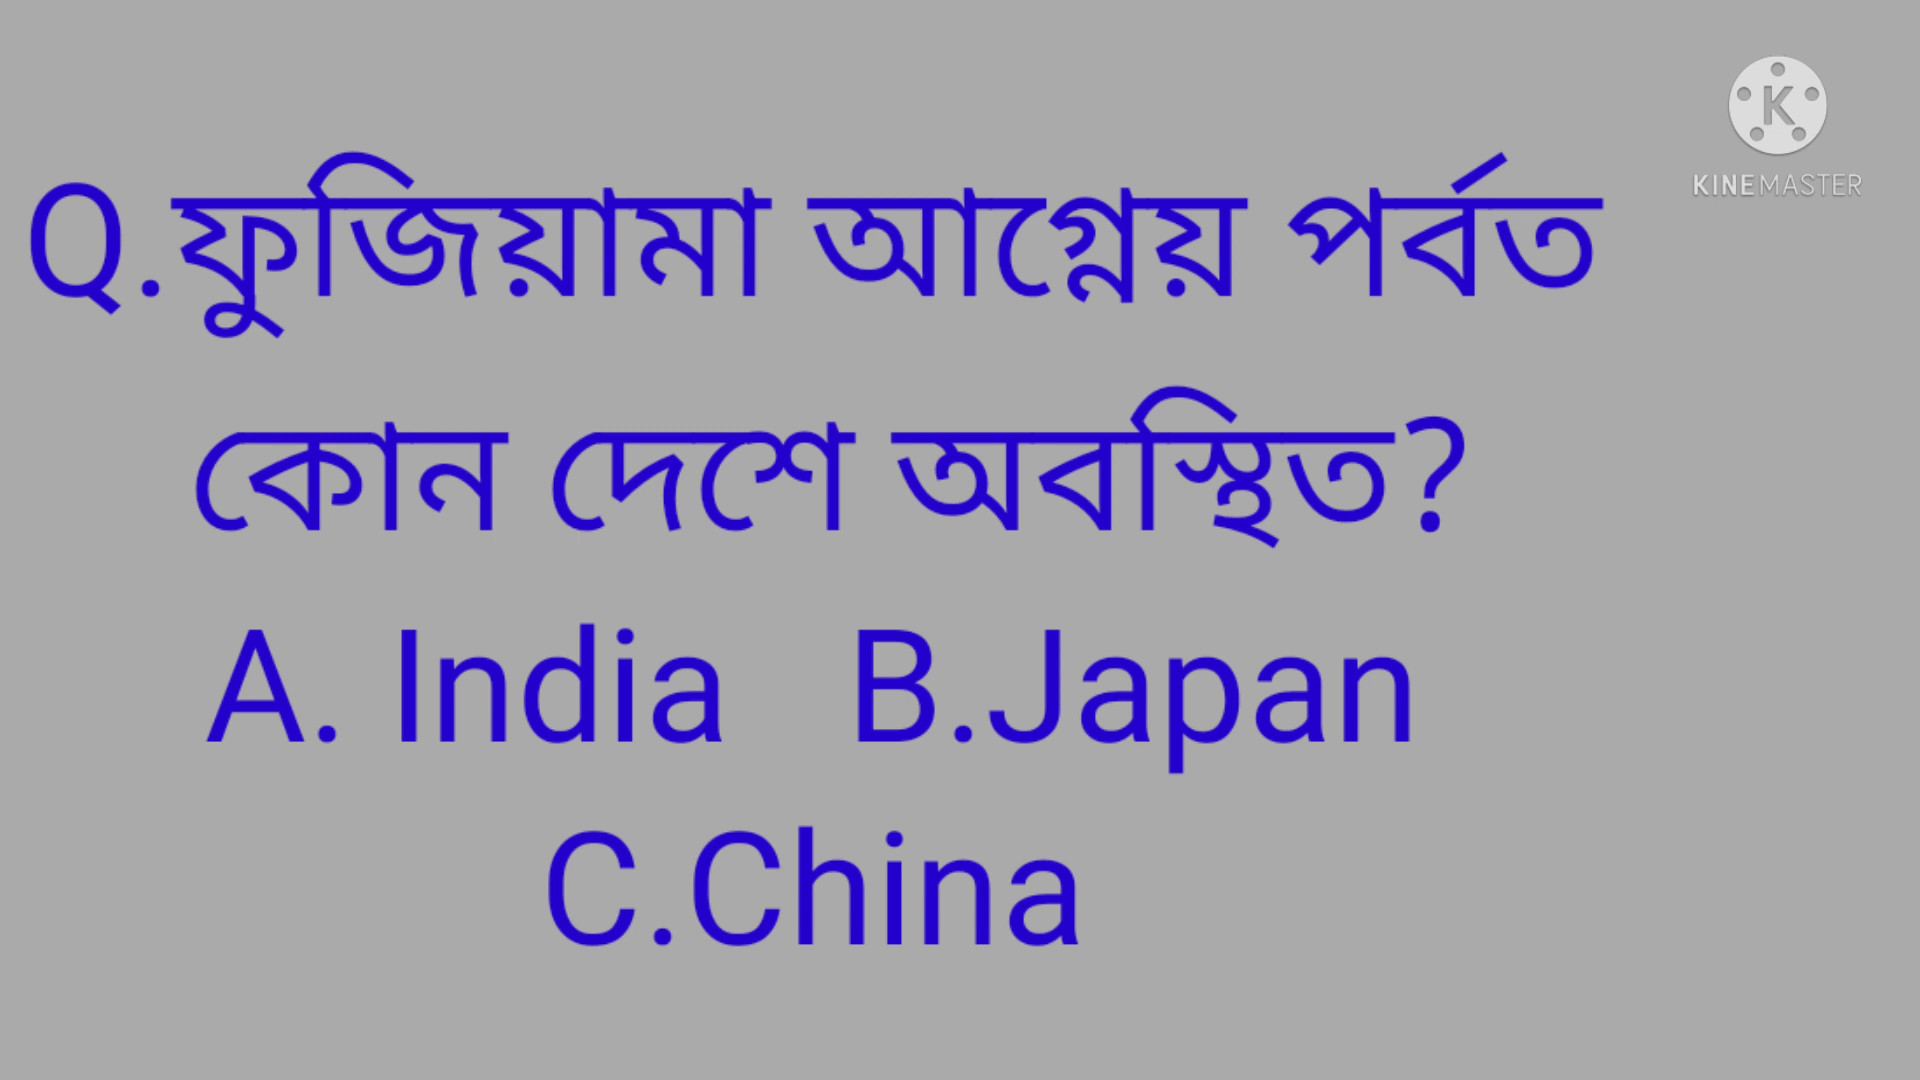 K
KINEMASTER
Q.ফুজিয়ামা আগ্নেয় পর্বত
কোন দেশে অবস্থিত?
A. India B.Japan
C.China